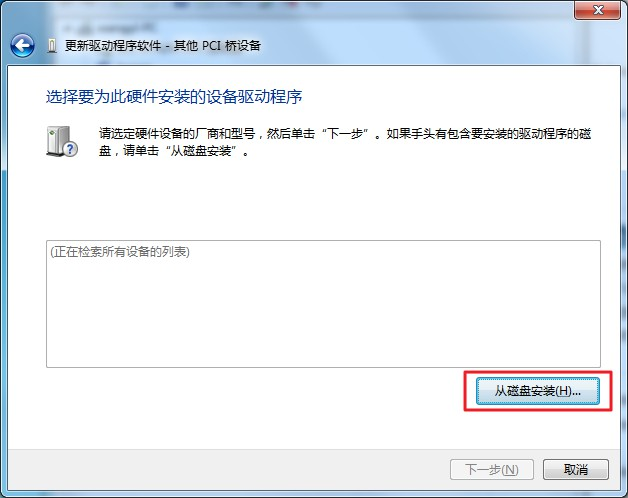 更新驱动程序软件 - 其他 PCI 桥设备
选择要为此硬件安装的设备驱动程序
请选定硬件设备的厂商和型号，然后单击“下一步”。如果手头有包含要安装的驱动程序的磁
盘，请单击“从磁盘安装”。
(正在检索所有设备的列表)
从磁盘安装(H)...
下一步(N)
取消